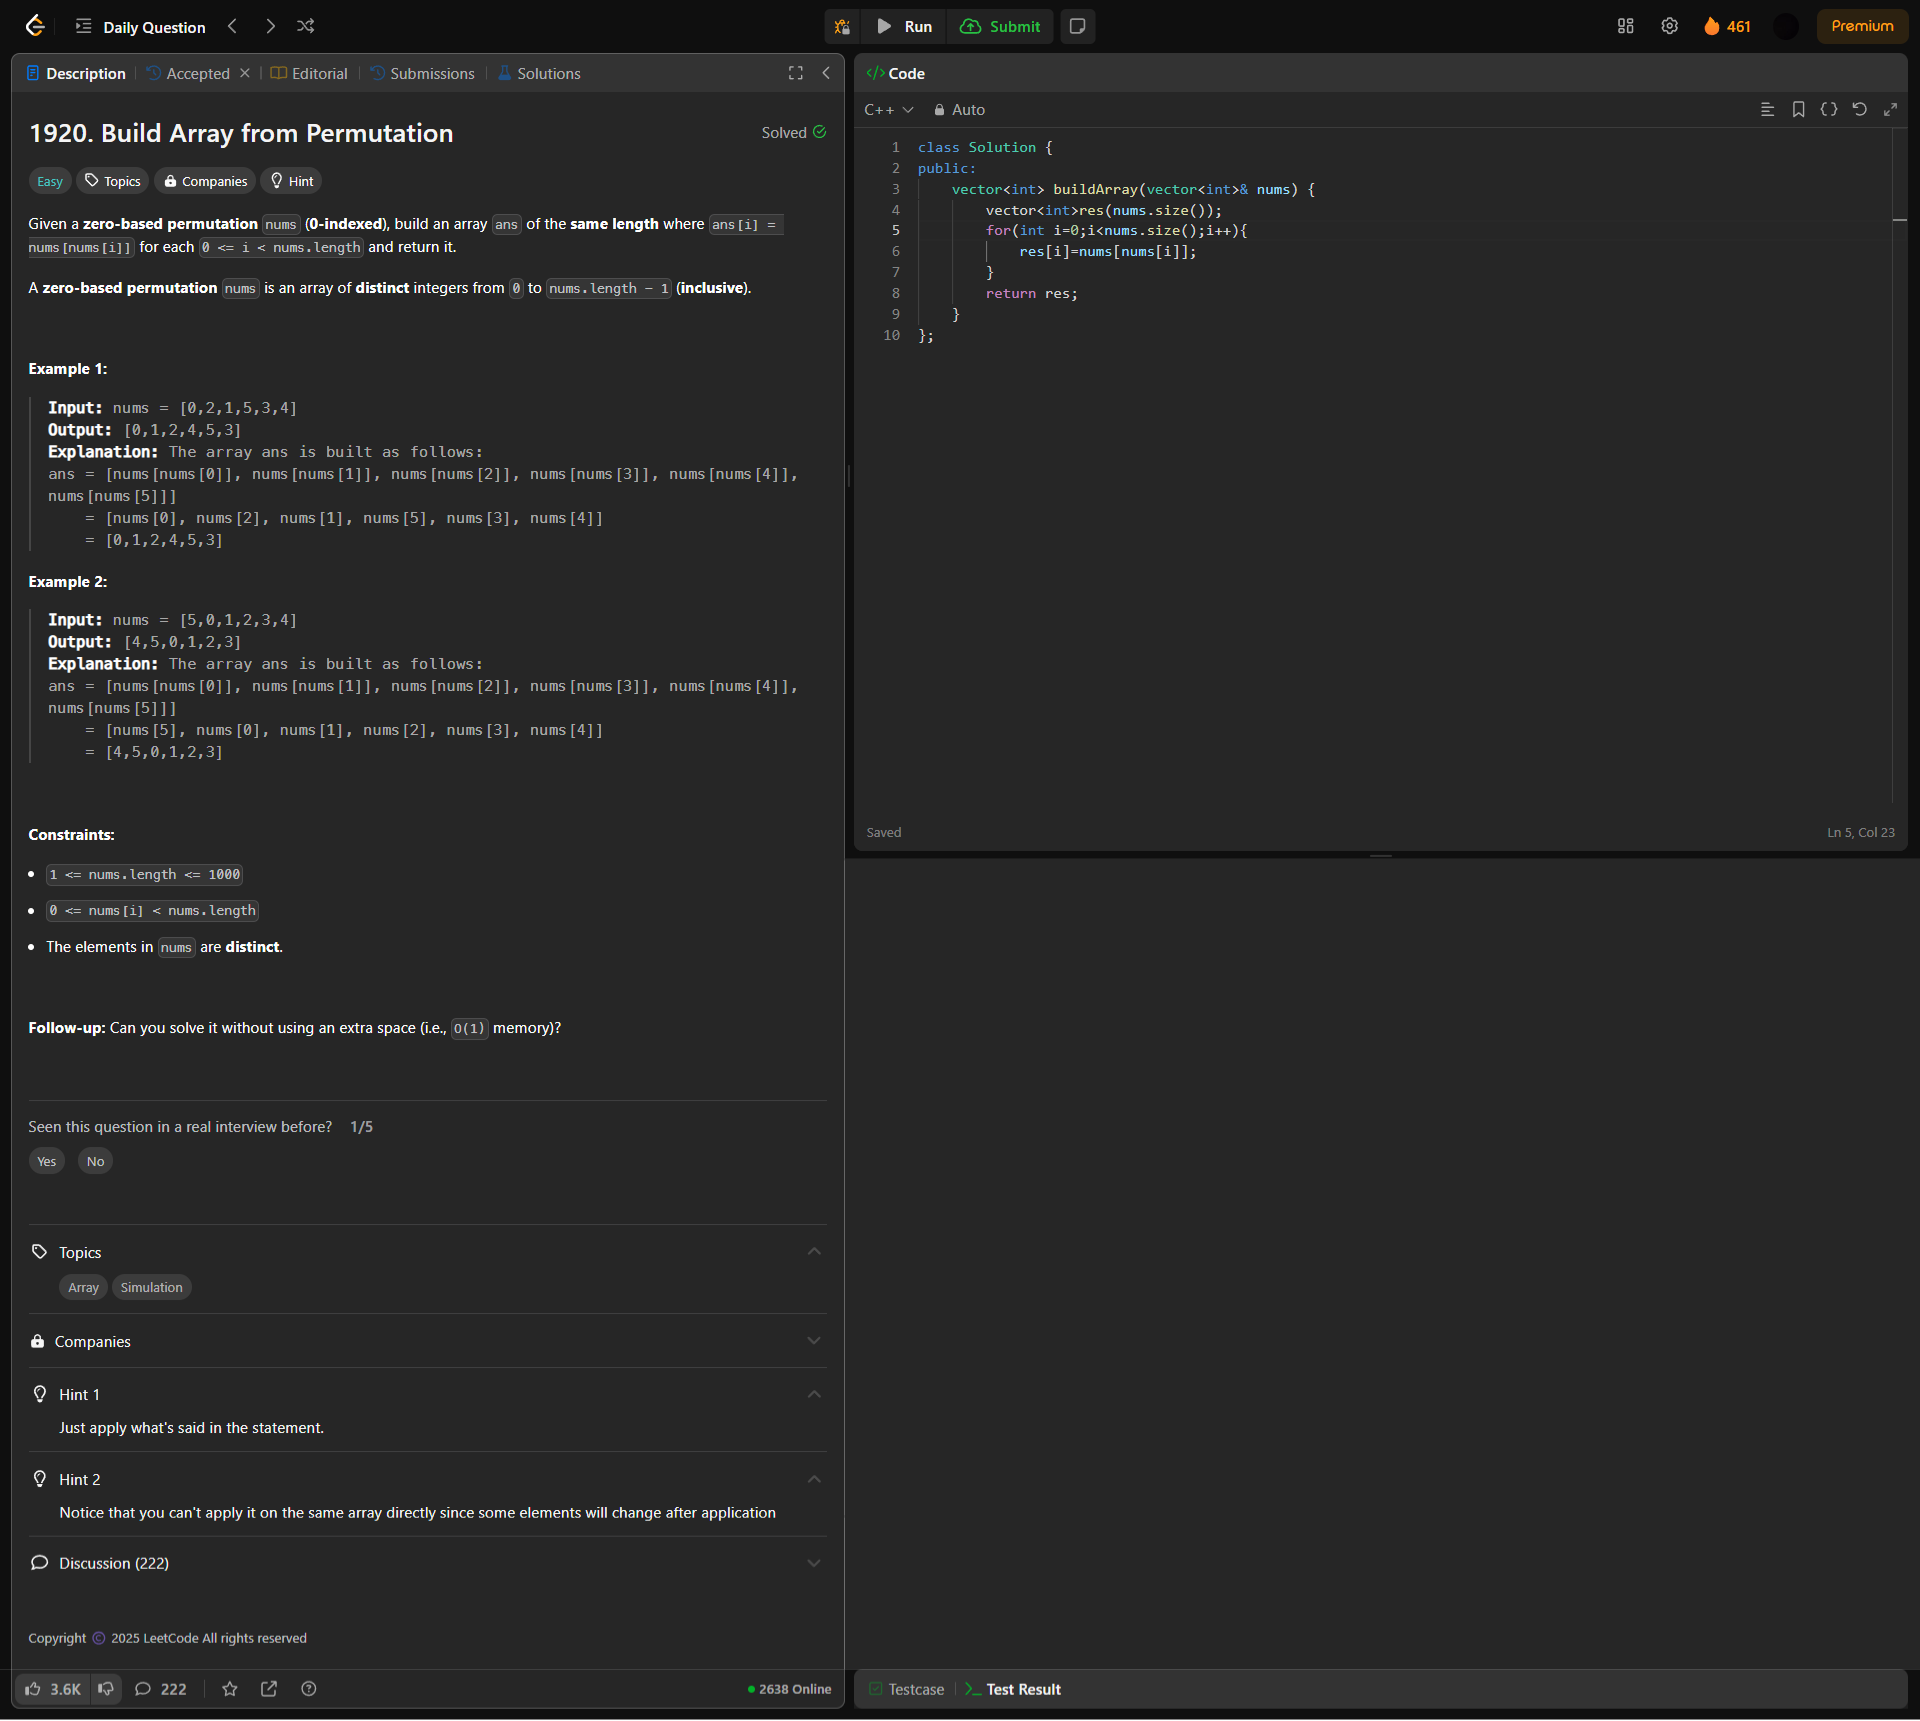 Daily Question
Run
Submit
461
Premium
Description
Accepted
Editorial
Submissions
Solutions
1920. Build Array from Permutation
Solved
Easy
Topics
Companies
Hint
Given a zero-based permutation nums (0-indexed), build an array ans of the same length where ans[i] =
nums[nums[i]] for each 0 <= i < nums.length and return it.
A zero-based permutation nums is an array of distinct integers from 0 to nums.length - 1 (inclusive).
Example 1:
Input: nums = [0,2,1,5,3,4]
Output: [0,1,2,4,5,3]
Explanation: The array ans is built as follows:
ans = [nums[nums[0]], nums[nums[1]], nums[nums[2]], nums[nums[3]], nums[nums[4]],
nums[nums[5]]]
= [nums[0], nums[2], nums[1], nums[5], nums[3], nums[4]]
= [0,1,2,4,5,3]
Example 2:
Input: nums = [5,0,1,2,3,4]
Output: [4,5,0,1,2,3]
Explanation: The array ans is built as follows:
ans = [nums[nums[0]], nums[nums[1]], nums[nums[2]], nums[nums[3]], nums[nums[4]],
nums[nums[5]]]
= [nums[5], nums[0], nums[1], nums[2], nums[3], nums[4]]
= [4,5,0,1,2,3]
Constraints:
1 <= nums.length <= 1000
0 <= nums[i] < nums.length
The elements in nums are distinct.
Follow-up: Can you solve it without using an extra space (i.e., O(1) memory)?
Seen this question in a real interview before? 1/5
Yes
No
Topics
Array
Simulation
Companies
Hint 1
Just apply what's said in the statement.
Hint 2
Notice that you can't apply it on the same array directly since some elements will change after application
Discussion (222)
Copyright © 2025 LeetCode All rights reserved
3.6K
222
2638 Online
</> Code
C++
Auto
1 class Solution {
2 public:
3 vector<int> buildArray(vector<int>& nums) {
4 vector<int>res(nums.size());
5 for(int i=0;i<nums.size();i++){
6 res[i]=nums[nums[i]];
7 }
8 return res;
9 }
10 };
Saved
Ln 5, Col 23
Testcase
Test Result